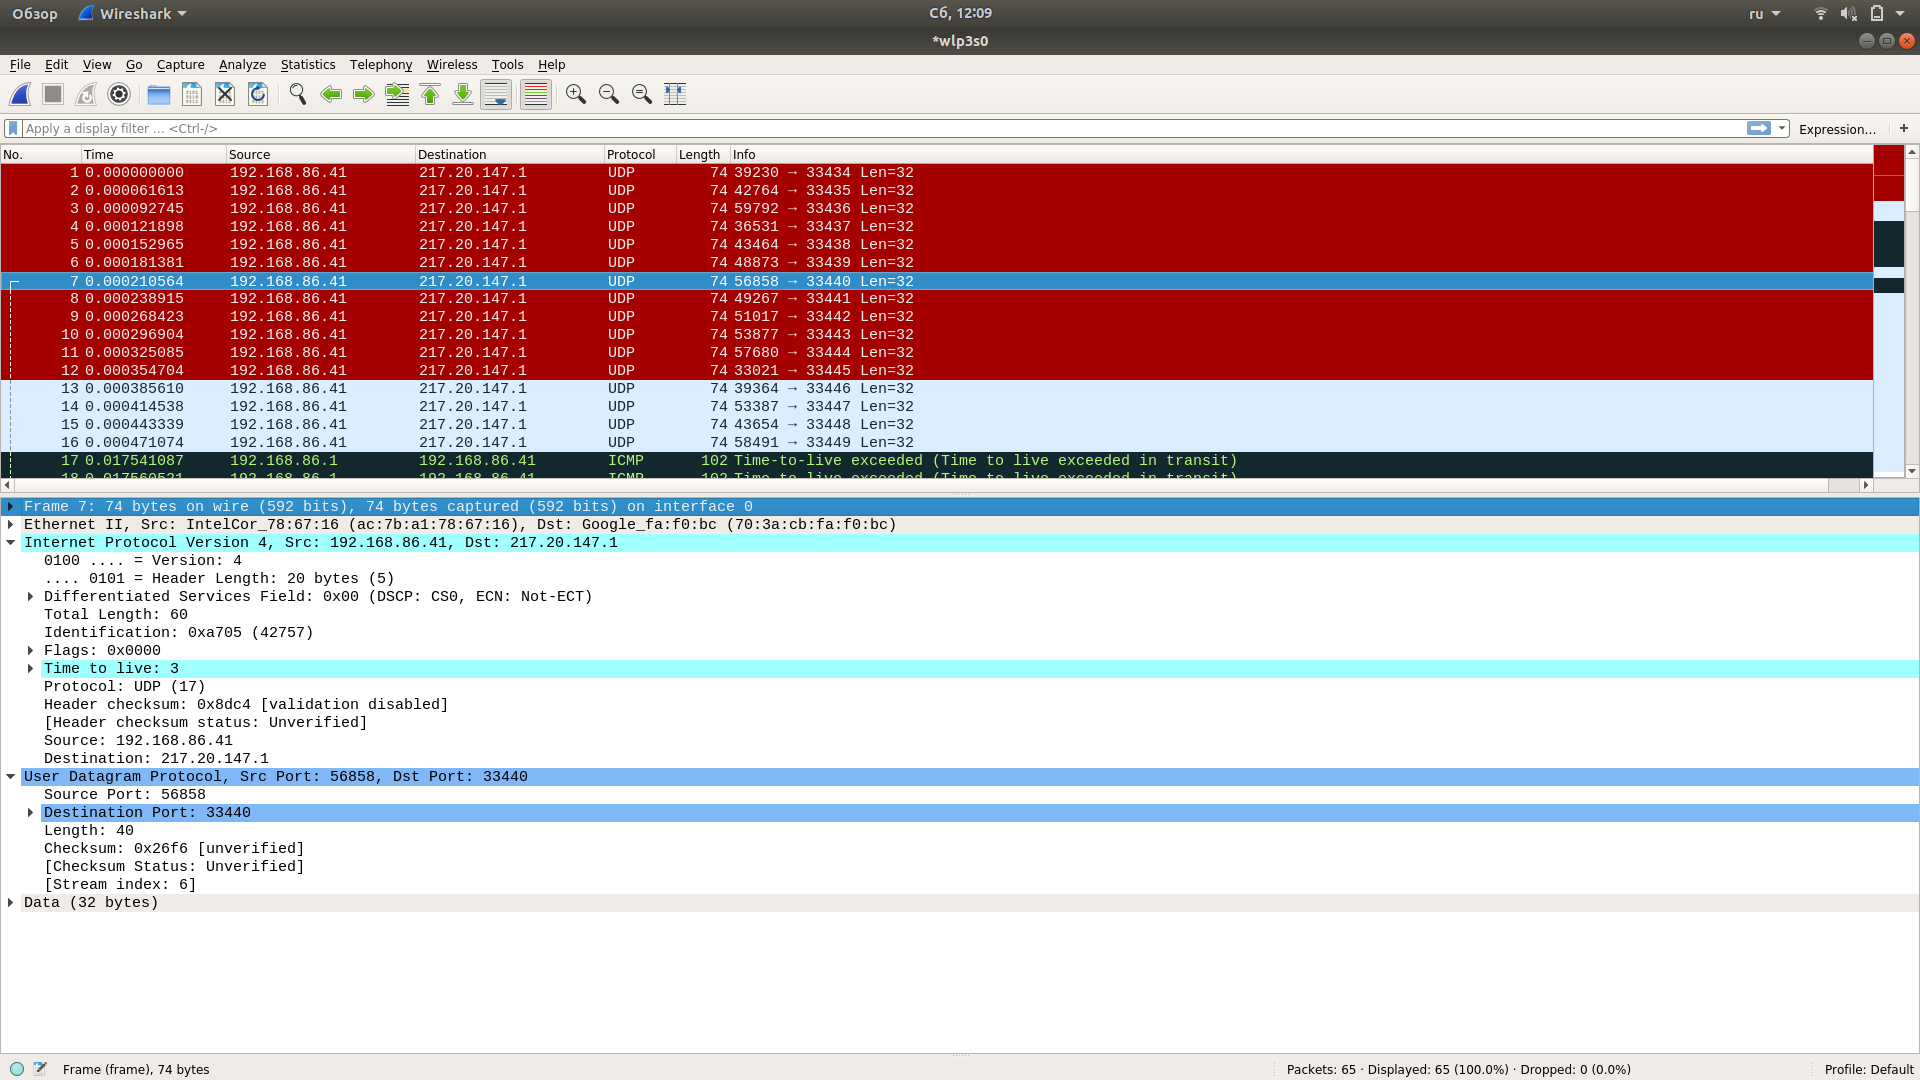 Обзор Wireshark Сб, 12:09 ru
*wlp3s0
File Edit View Go Capture Analyze Statistics Telephony Wireless Tools Help
Apply a display filter … <Ctrl-/> Expression… +
No. Time Source Destination Protocol Length Info
1 0.000000000 192.168.86.41 217.20.147.1 UDP 74 39230 → 33434 Len=32
2 0.000061613 192.168.86.41 217.20.147.1 UDP 74 42764 → 33435 Len=32
3 0.000092745 192.168.86.41 217.20.147.1 UDP 74 59792 → 33436 Len=32
4 0.000121898 192.168.86.41 217.20.147.1 UDP 74 36531 → 33437 Len=32
5 0.000152965 192.168.86.41 217.20.147.1 UDP 74 43464 → 33438 Len=32
6 0.000181381 192.168.86.41 217.20.147.1 UDP 74 48873 → 33439 Len=32
7 0.000210564 192.168.86.41 217.20.147.1 UDP 74 56858 → 33440 Len=32
8 0.000238915 192.168.86.41 217.20.147.1 UDP 74 49267 → 33441 Len=32
9 0.000268423 192.168.86.41 217.20.147.1 UDP 74 51017 → 33442 Len=32
10 0.000296904 192.168.86.41 217.20.147.1 UDP 74 53877 → 33443 Len=32
11 0.000325085 192.168.86.41 217.20.147.1 UDP 74 57680 → 33444 Len=32
12 0.000354704 192.168.86.41 217.20.147.1 UDP 74 33021 → 33445 Len=32
13 0.000385610 192.168.86.41 217.20.147.1 UDP 74 39364 → 33446 Len=32
14 0.000414538 192.168.86.41 217.20.147.1 UDP 74 53387 → 33447 Len=32
15 0.000443339 192.168.86.41 217.20.147.1 UDP 74 43654 → 33448 Len=32
16 0.000471074 192.168.86.41 217.20.147.1 UDP 74 58491 → 33449 Len=32
17 0.017541087 192.168.86.1 192.168.86.41 ICMP 102 Time-to-live exceeded (Time to live exceeded in transit)
18 0.017560521 192.168.86.1 192.168.86.41 ICMP 102 Time-to-live exceeded (Time to live exceeded in transit)
Frame 7: 74 bytes on wire (592 bits), 74 bytes captured (592 bits) on interface 0
Ethernet II, Src: IntelCor_78:67:16 (ac:7b:a1:78:67:16), Dst: Google_fa:f0:bc (70:3a:cb:fa:f0:bc)
Internet Protocol Version 4, Src: 192.168.86.41, Dst: 217.20.147.1
0100 .... = Version: 4
.... 0101 = Header Length: 20 bytes (5)
Differentiated Services Field: 0x00 (DSCP: CS0, ECN: Not-ECT)
Total Length: 60
Identification: 0xa705 (42757)
Flags: 0x0000
Time to live: 3
Protocol: UDP (17)
Header checksum: 0x8dc4 [validation disabled]
[Header checksum status: Unverified]
Source: 192.168.86.41
Destination: 217.20.147.1
User Datagram Protocol, Src Port: 56858, Dst Port: 33440
Source Port: 56858
Destination Port: 33440
Length: 40
Checksum: 0x26f6 [unverified]
[Checksum Status: Unverified]
[Stream index: 6]
Data (32 bytes)
Frame (frame), 74 bytes Packets: 65 · Displayed: 65 (100.0%) · Dropped: 0 (0.0%) Profile: Default